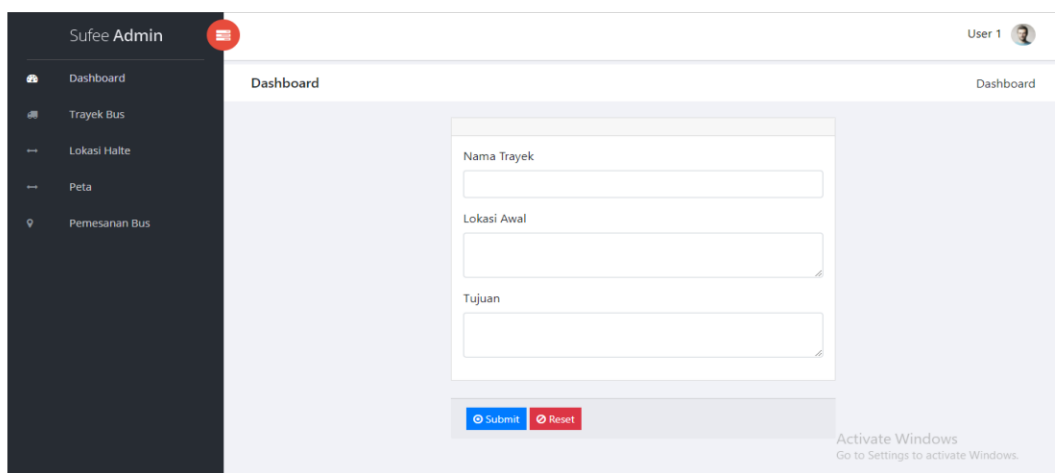 Sufee Admin
User 1
Dashboard
Trayek Bus
Lokasi Halte
Peta
Pemesanan Bus
Dashboard
Dashboard
Nama Trayek
Lokasi Awal
Tujuan
Submit
Reset
Activate Windows
Go to Settings to activate Windows.